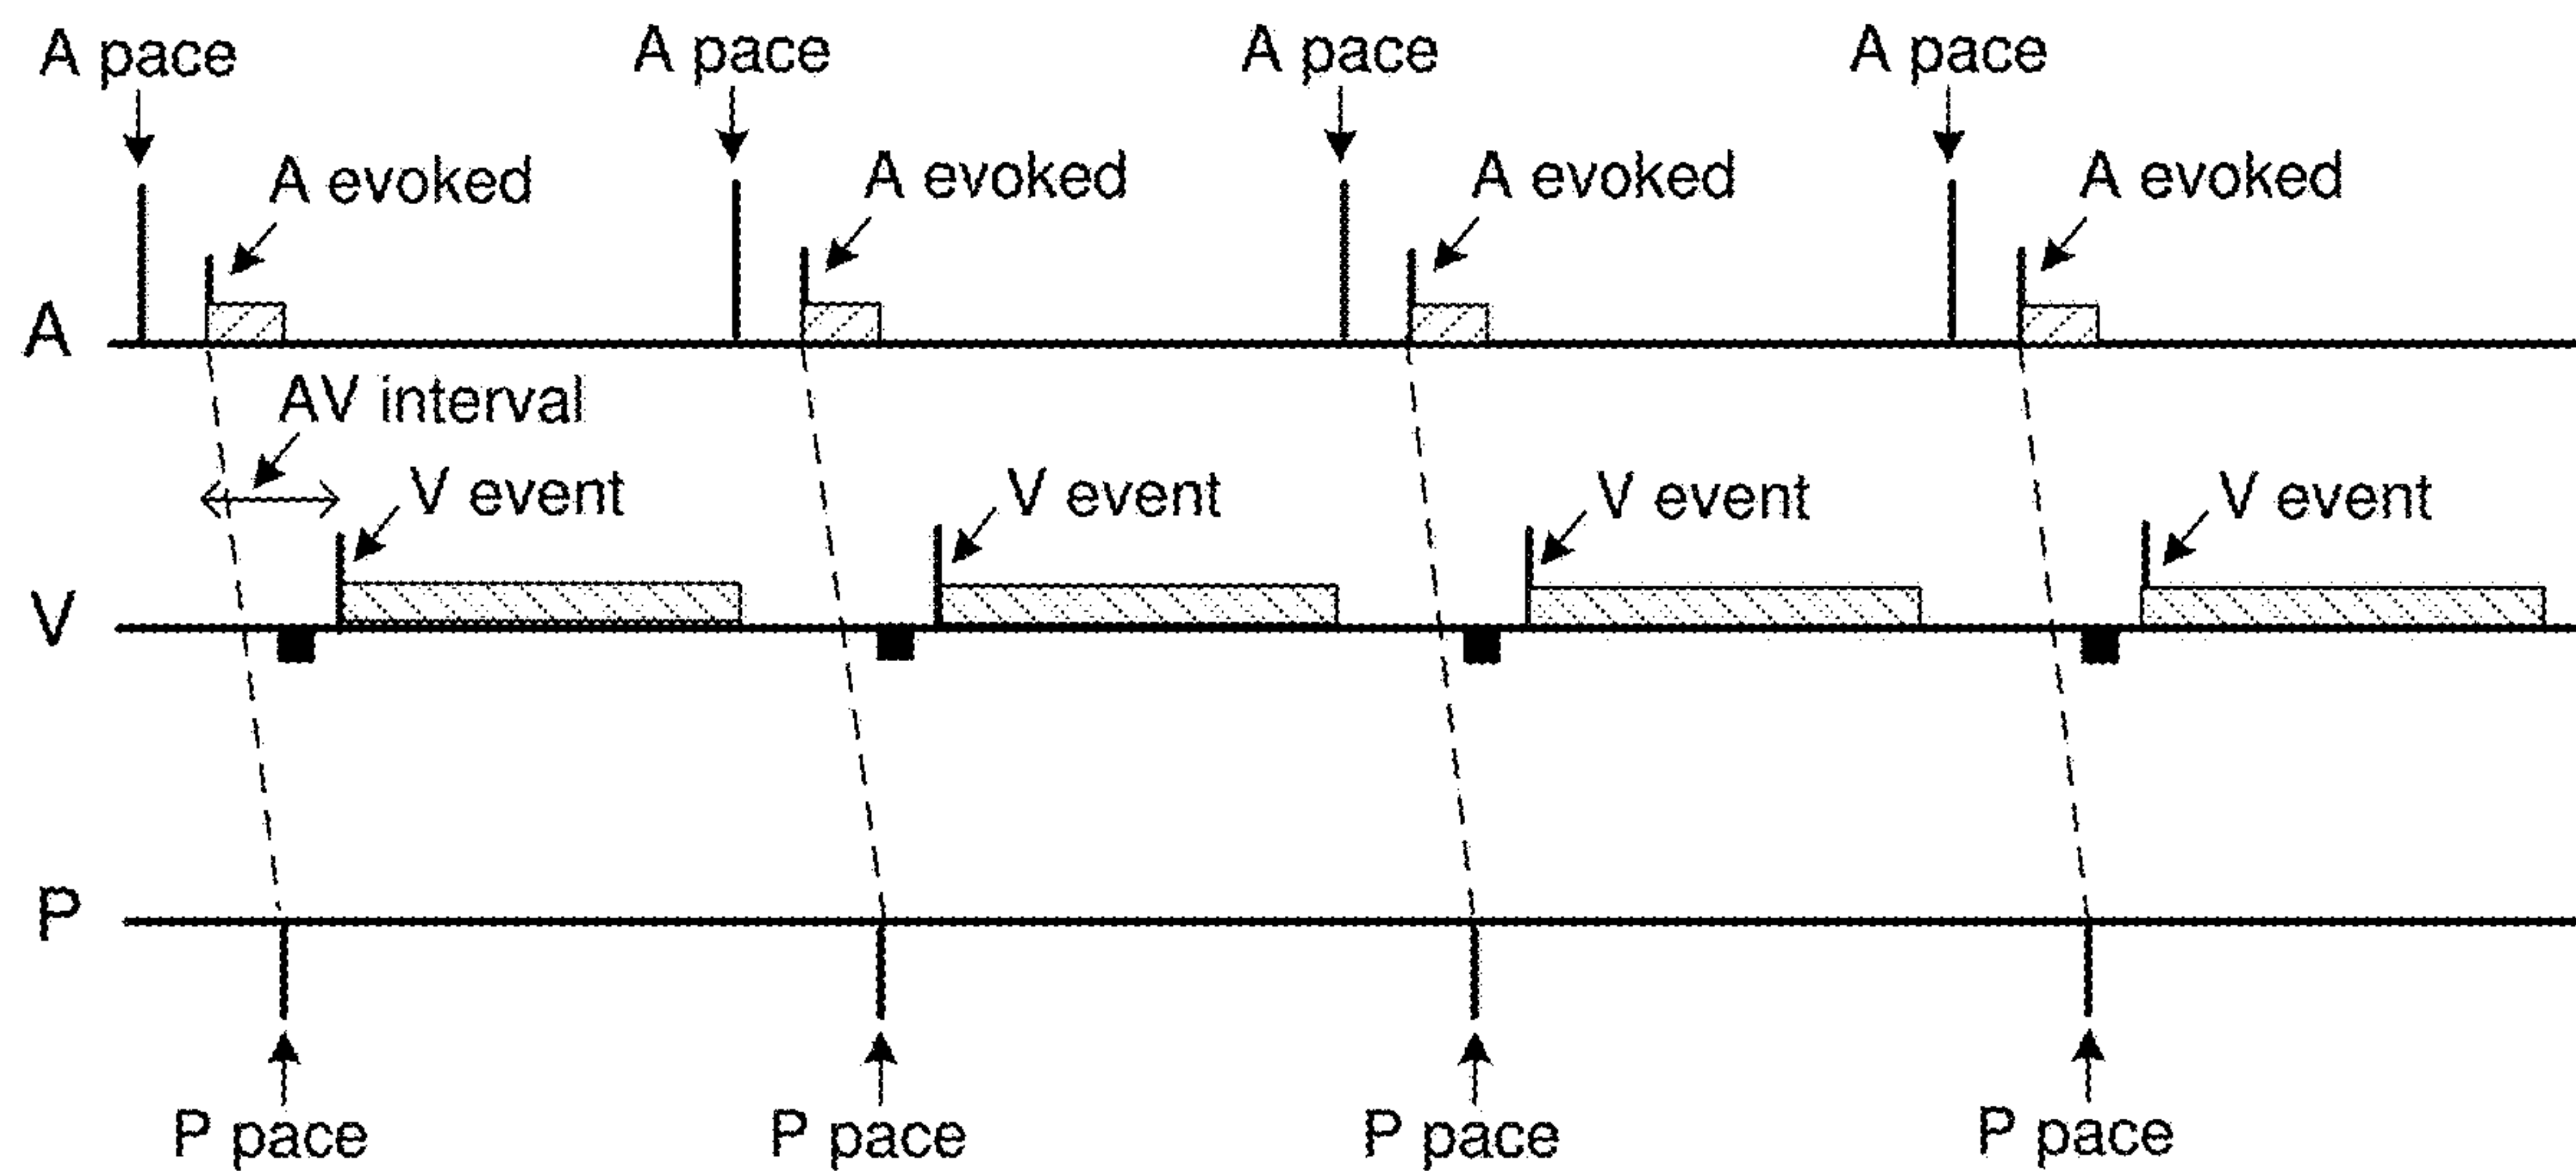 A pace A pace A pace A pace
A evoked A evoked A evoked A evoked
A
AV interval
V event V event V event V event
V
P
P pace P pace P pace P pace